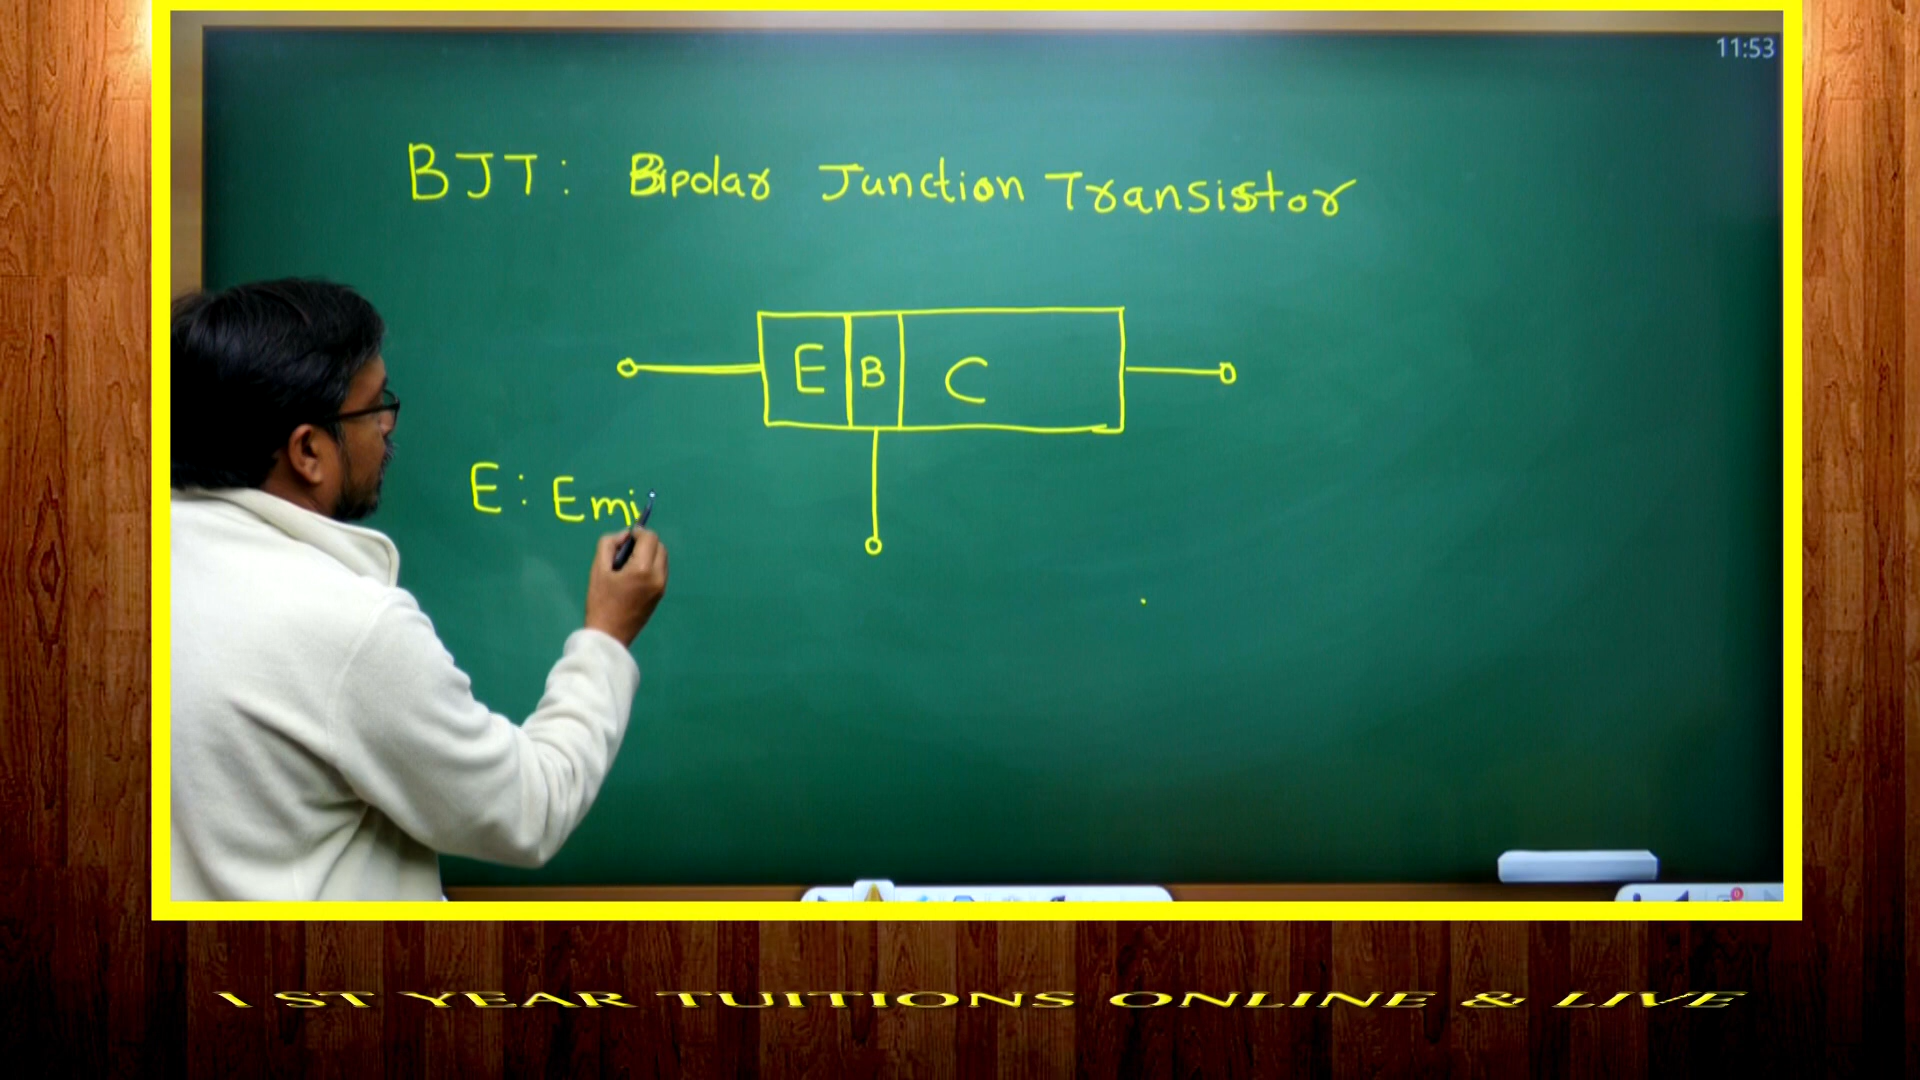 11:53
BJT: Bipolar Junction Transistor
E B C
E: Emi
1 ST YEAR TUITIONS ONLINE & LIVE